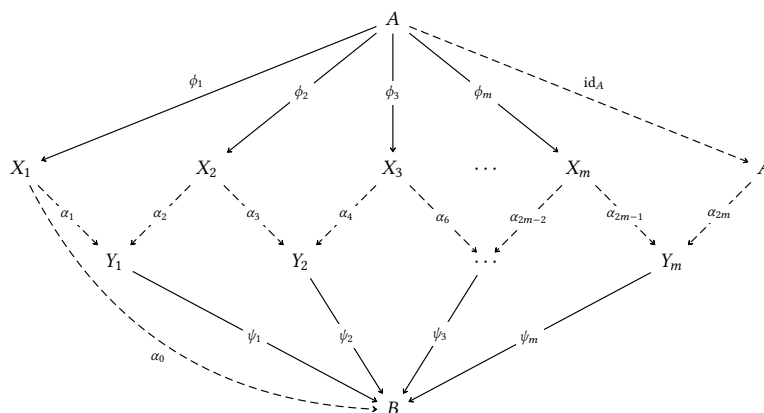 A
ϕ₁ ϕ₂ ϕ₃ ϕₘ id_A
X₁ X₂ X₃ ⋯ Xₘ A
α₁ α₂ α₃ α₄ α₆ α₂ₘ₋₂ α₂ₘ₋₁ α₂ₘ
Y₁ Y₂ ⋯ Yₘ
ψ₁ ψ₂ ψ₃ ψₘ
α₀
B